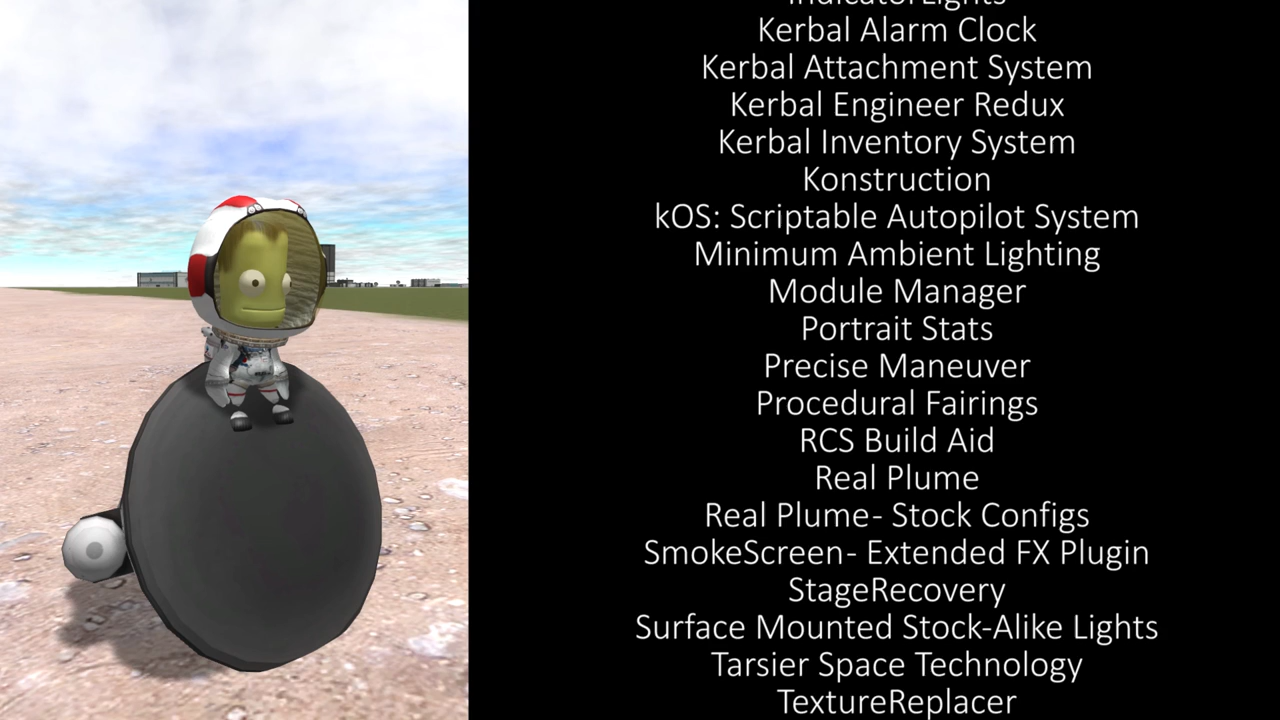 Indicator Lights
Kerbal Alarm Clock
Kerbal Attachment System
Kerbal Engineer Redux
Kerbal Inventory System
Konstruction
kOS: Scriptable Autopilot System
Minimum Ambient Lighting
Module Manager
Portrait Stats
Precise Maneuver
Procedural Fairings
RCS Build Aid
Real Plume
Real Plume- Stock Configs
SmokeScreen- Extended FX Plugin
StageRecovery
Surface Mounted Stock-Alike Lights
Tarsier Space Technology
TextureReplacer